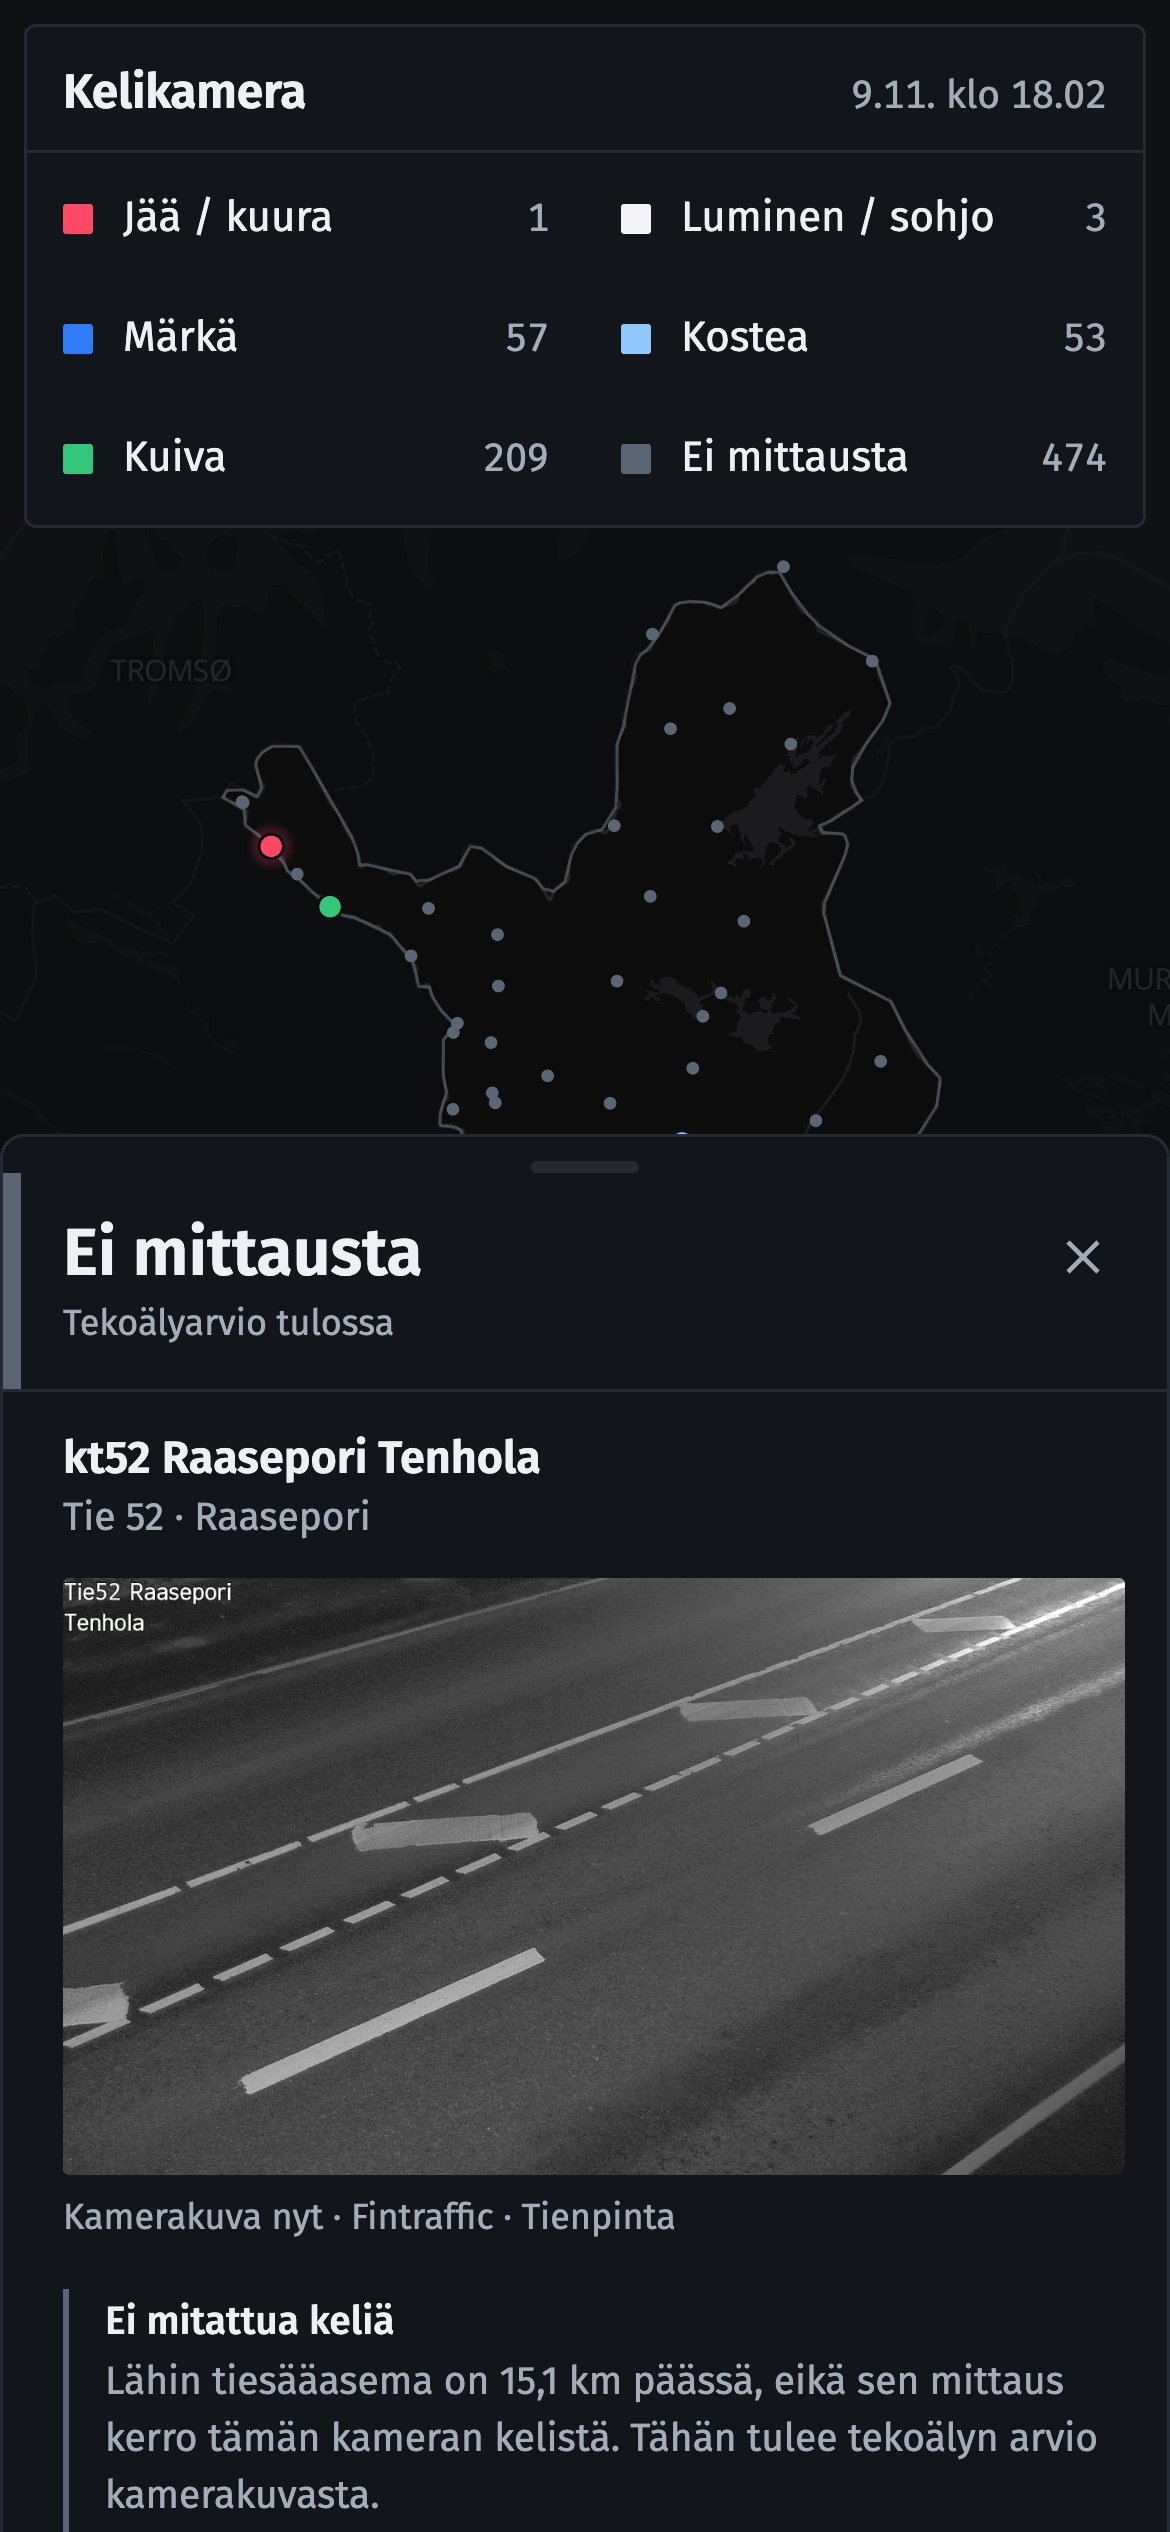 Kelikamera
9.11. klo 18.02
Jää / kuura 1
Luminen / sohjo 3
Märkä 57
Kostea 53
Kuiva 209
Ei mittausta 474
TROMSØ
MUR
M
Ei mittausta
Tekoälyarvio tulossa
kt52 Raasepori Tenhola
Tie 52 · Raasepori
Tie52 Raasepori
Tenhola
Kamerakuva nyt · Fintraffic · Tienpinta
Ei mitattua keliä
Lähin tiesääasema on 15,1 km päässä, eikä sen mittaus
kerro tämän kameran kelistä. Tähän tulee tekoälyn arvio
kamerakuvasta.